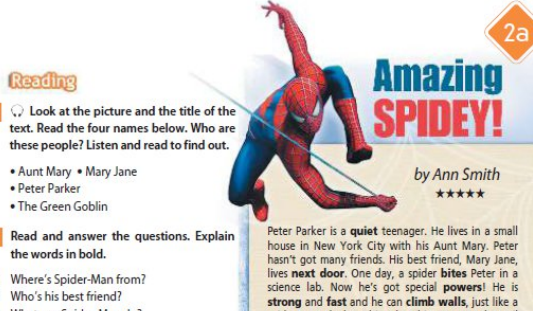 2a
Reading
Look at the picture and the title of the
text. Read the four names below. Who are
these people? Listen and read to find out.
• Aunt Mary • Mary Jane
• Peter Parker
• The Green Goblin
Read and answer the questions. Explain
the words in bold.
Where's Spider-Man from?
Who's his best friend?
Amazing
SPIDEY!
by Ann Smith
★★★★★
Peter Parker is a quiet teenager. He lives in a small
house in New York City with his Aunt Mary. Peter
hasn't got many friends. His best friend, Mary Jane,
lives next door. One day, a spider bites Peter in a
science lab. Now he's got special powers! He is
strong and fast and he can climb walls, just like a